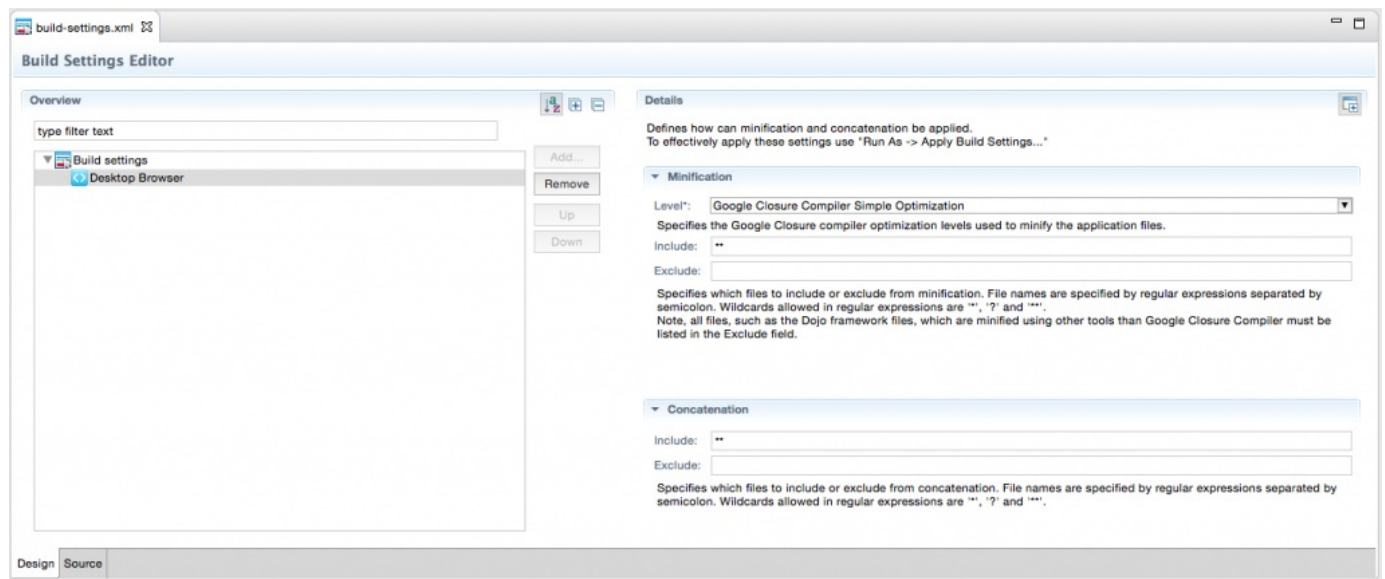 build-settings.xml
Build Settings Editor
Overview
type filter text
Build settings
Desktop Browser
Add...
Remove
Up
Down
Details
Defines how can minification and concatenation be applied.
To effectively apply these settings use "Run As -> Apply Build Settings..."
Minification
Level*: Google Closure Compiler Simple Optimization
Specifies the Google Closure compiler optimization levels used to minify the application files.
Include: **
Exclude:
Specifies which files to include or exclude from minification. File names are specified by regular expressions separated by
semicolon. Wildcards allowed in regular expressions are '*', '?' and '**'.
Note, all files, such as the Dojo framework files, which are minified using other tools than Google Closure Compiler must be
listed in the Exclude field.
Concatenation
Include: **
Exclude:
Specifies which files to include or exclude from concatenation. File names are specified by regular expressions separated by
semicolon. Wildcards allowed in regular expressions are '*', '?' and '**'.
Design Source